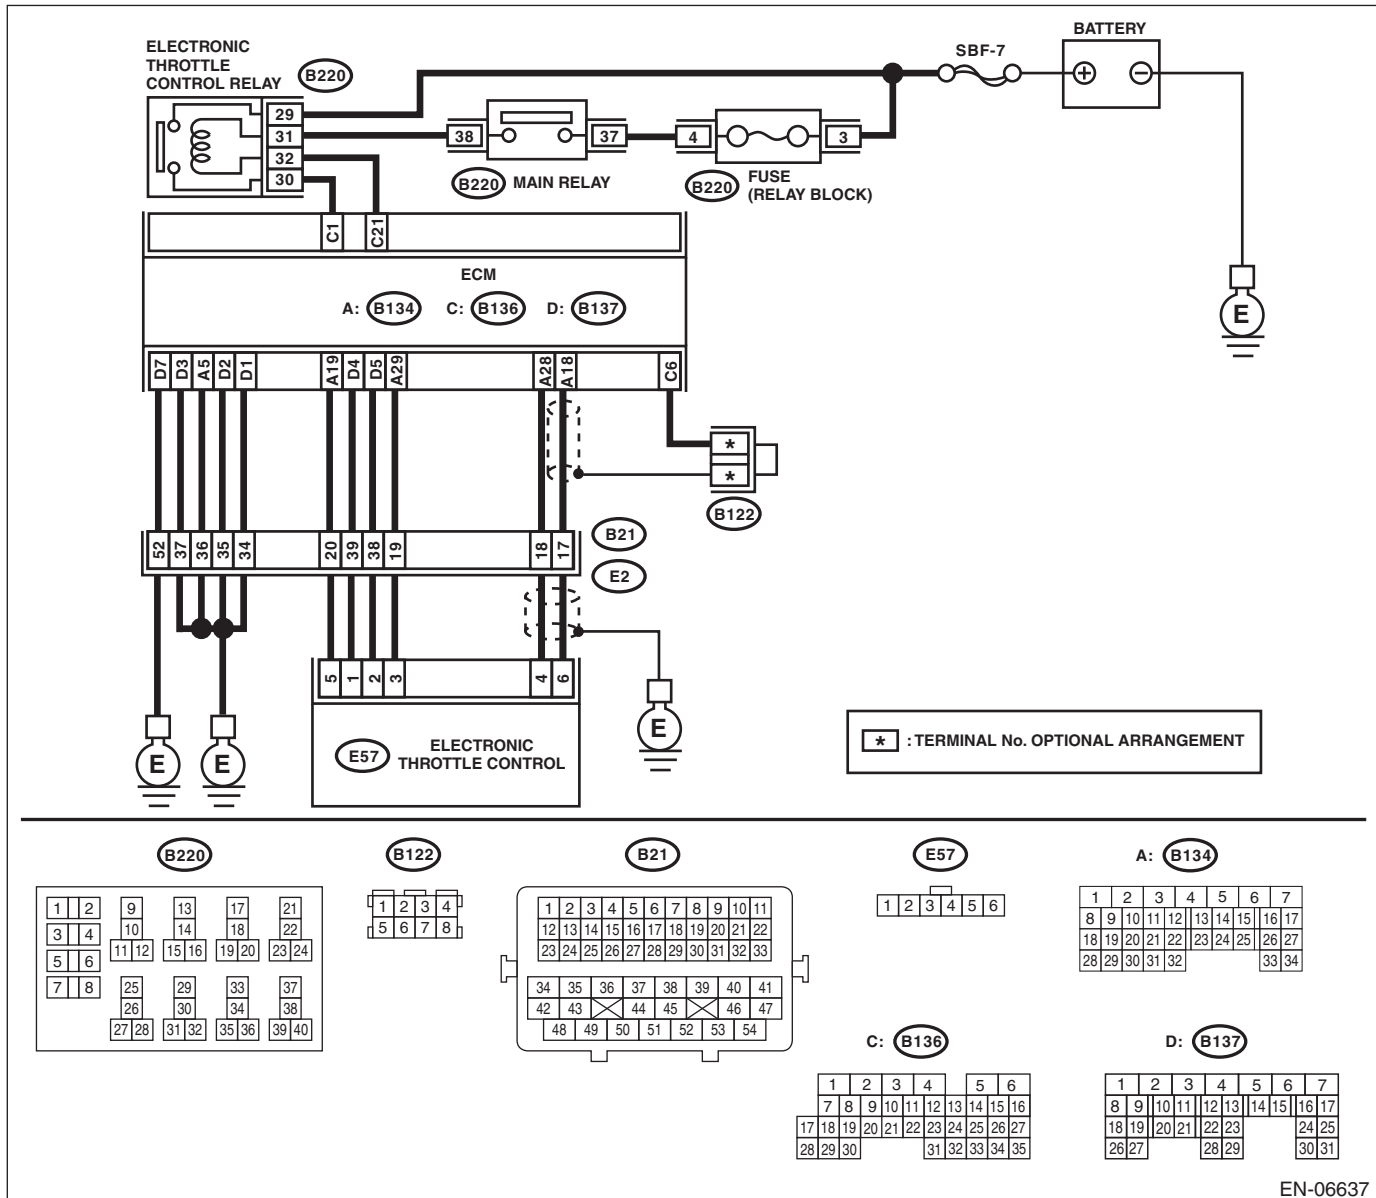 BATTERY
SBF-7
ELECTRONIC
THROTTLE
CONTROL RELAY
B220
29
31
32
30
38
37
4
3
B220 MAIN RELAY
B220
FUSE
(RELAY BLOCK)
C1 C21
ECM
A: B134 C: B136 D: B137
E
D7 D3 A5 D2 D1 A19 D4 D5 A29 A28 A18 C6
*
*
B122
52 37 36 35 34 20 39 38 19 18 17
B21
E2
5 1 2 3 4 6
E E E
E57
ELECTRONIC
THROTTLE CONTROL
* : TERMINAL No. OPTIONAL ARRANGEMENT
B220
1 2 9 13 17 21
10 14 18 22
3 4
11 12 15 16 19 20 23 24
5 6
7 8 25 29 33 37
26 30 34 38
27 28 31 32 35 36 39 40
B122
1 2 3 4
5 6 7 8
B21
1 2 3 4 5 6 7 8 9 10 11
12 13 14 15 16 17 18 19 20 21 22
23 24 25 26 27 28 29 30 31 32 33
34 35 36 37 38 39 40 41
42 43 44 45 46 47
48 49 50 51 52 53 54
E57
1 2 3 4 5 6
A: B134
1 2 3 4 5 6 7
8 9 10 11 12 13 14 15 16 17
18 19 20 21 22 23 24 25 26 27
28 29 30 31 32 33 34
C: B136
1 2 3 4 5 6
7 8 9 10 11 12 13 14 15 16
17 18 19 20 21 22 23 24 25 26 27
28 29 30 31 32 33 34 35
D: B137
1 2 3 4 5 6 7
8 9 10 11 12 13 14 15 16 17
18 19 20 21 22 23 24 25
26 27 28 29 30 31
EN-06637